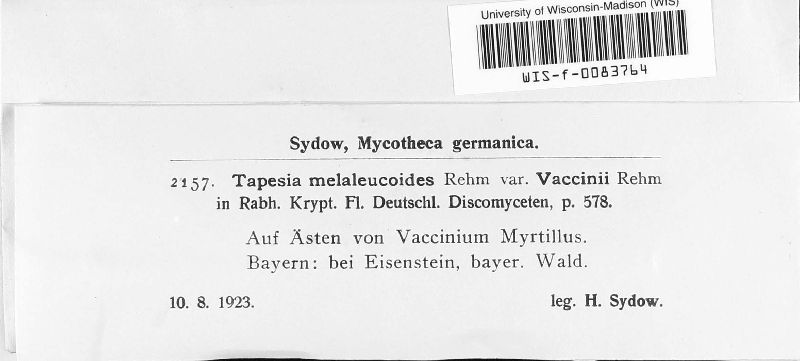 University of Wisconsin-Madison (WIS)
WIS-f-0083764
Sydow, Mycotheca germanica.
2157. Tapesia melaleucoides Rehm var. Vaccinii Rehm
in Rabh. Krypt. Fl. Deutschl. Discomyceten, p. 578.
Auf Ästen von Vaccinium Myrtillus.
Bayern: bei Eisenstein, bayer. Wald.
10. 8. 1923. leg. H. Sydow.